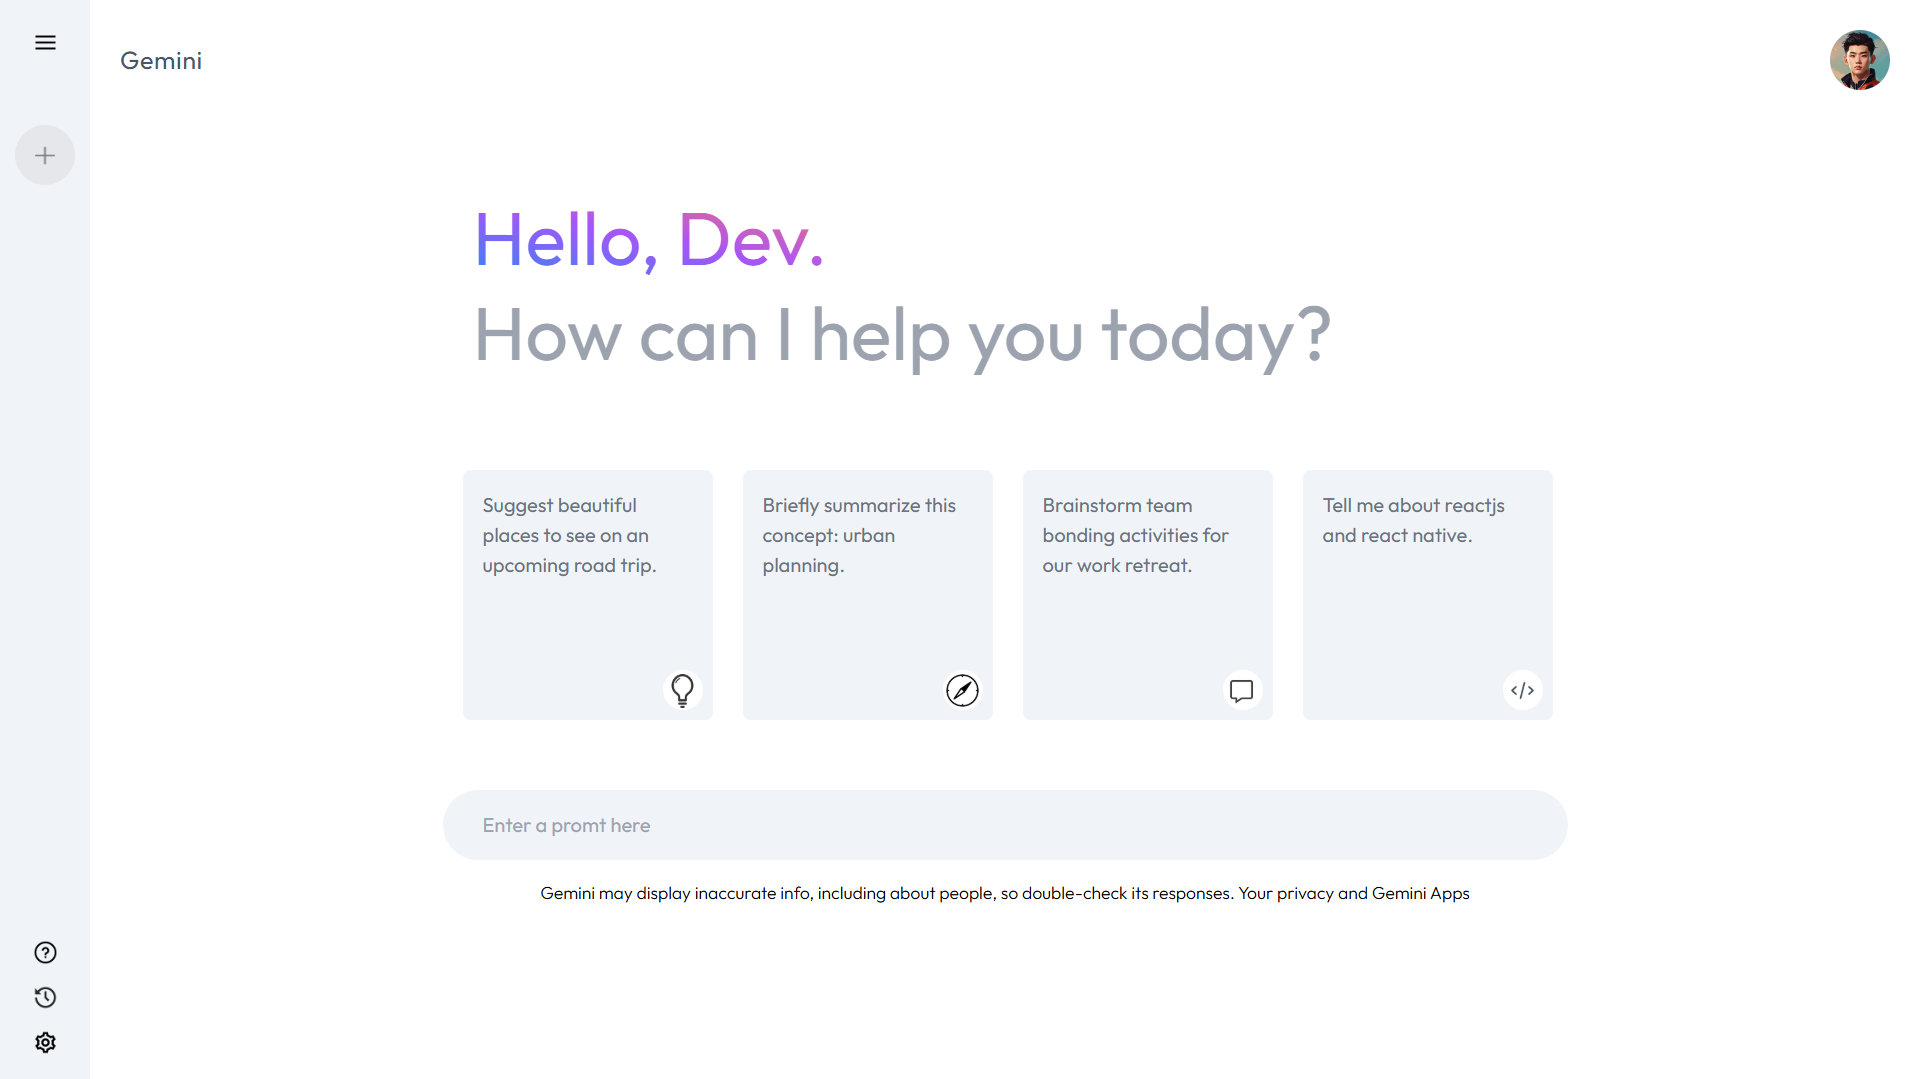 Gemini
Hello, Dev.
How can I help you today?
Suggest beautiful
places to see on an
upcoming road trip.
Briefly summarize this
concept: urban
planning.
Brainstorm team
bonding activities for
our work retreat.
Tell me about reactjs
and react native.
Enter a promt here
Gemini may display inaccurate info, including about people, so double-check its responses. Your privacy and Gemini Apps